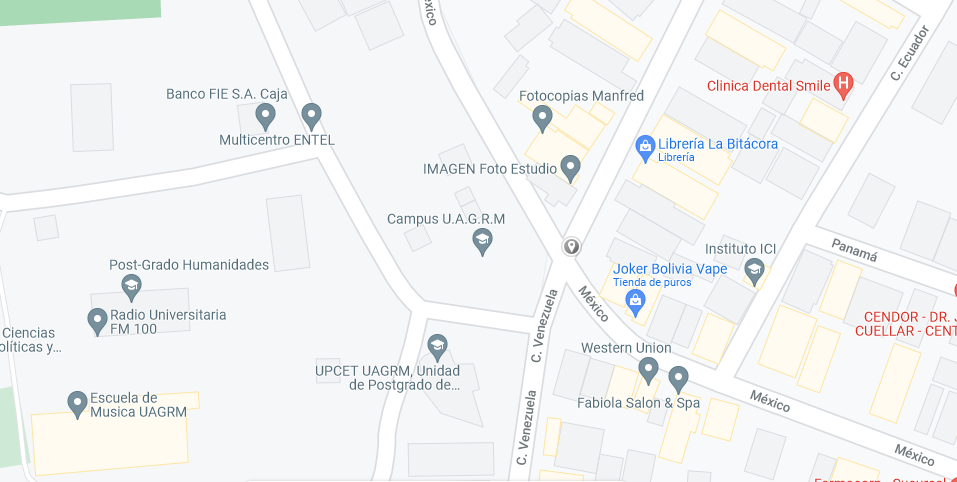 México
C. Ecuador
Clinica Dental Smile
H
Banco FIE S.A. Caja
Fotocopias Manfred
Multicentro ENTEL
Librería La Bitácora
Librería
IMAGEN Foto Estudio
Campus U.A.G.R.M
Panamá
Instituto ICI
Post-Grado Humanidades
Joker Bolivia Vape
Tienda de puros
México
C. Venezuela
Radio Universitaria
FM 100
CENDOR - DR. J
CUELLAR - CENT
Ciencias
olíticas y...
Western Union
UPCET UAGRM, Unidad
de Postgrado de...
Escuela de
Musica UAGRM
Fabiola Salon & Spa
México
C. Venezuela
México